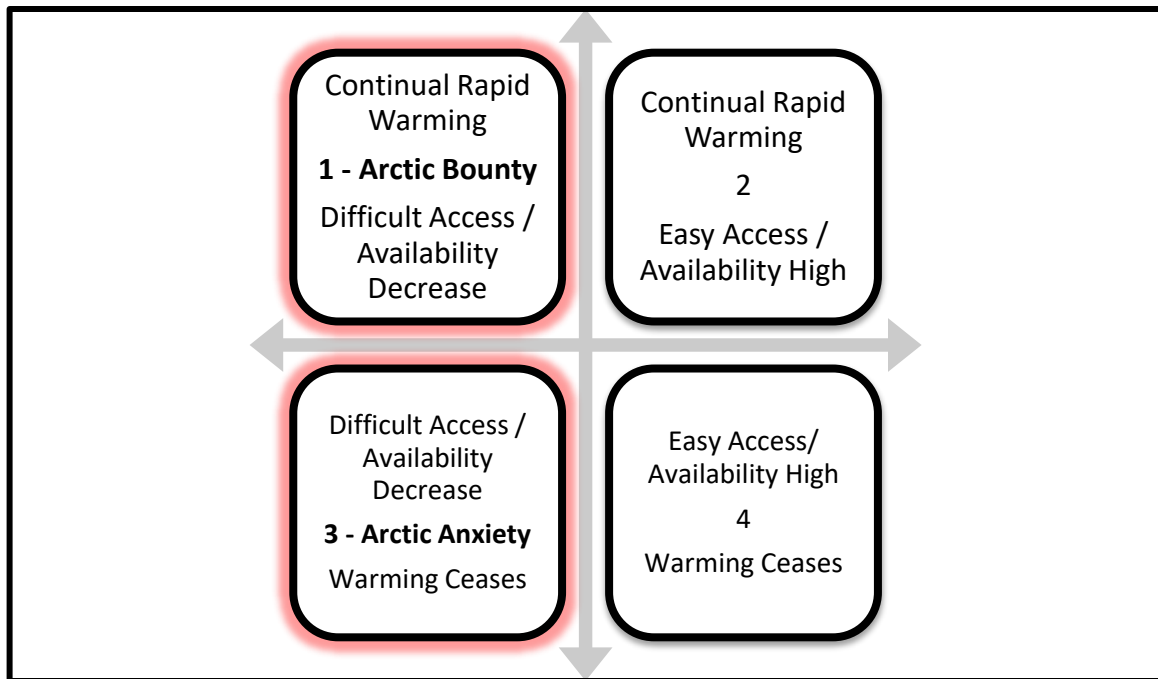 Continual Rapid
Warming
1 - Arctic Bounty
Difficult Access /
Availability
Decrease
Continual Rapid
Warming
2
Easy Access /
Availability High
Difficult Access /
Availability
Decrease
3 - Arctic Anxiety
Warming Ceases
Easy Access/
Availability High
4
Warming Ceases